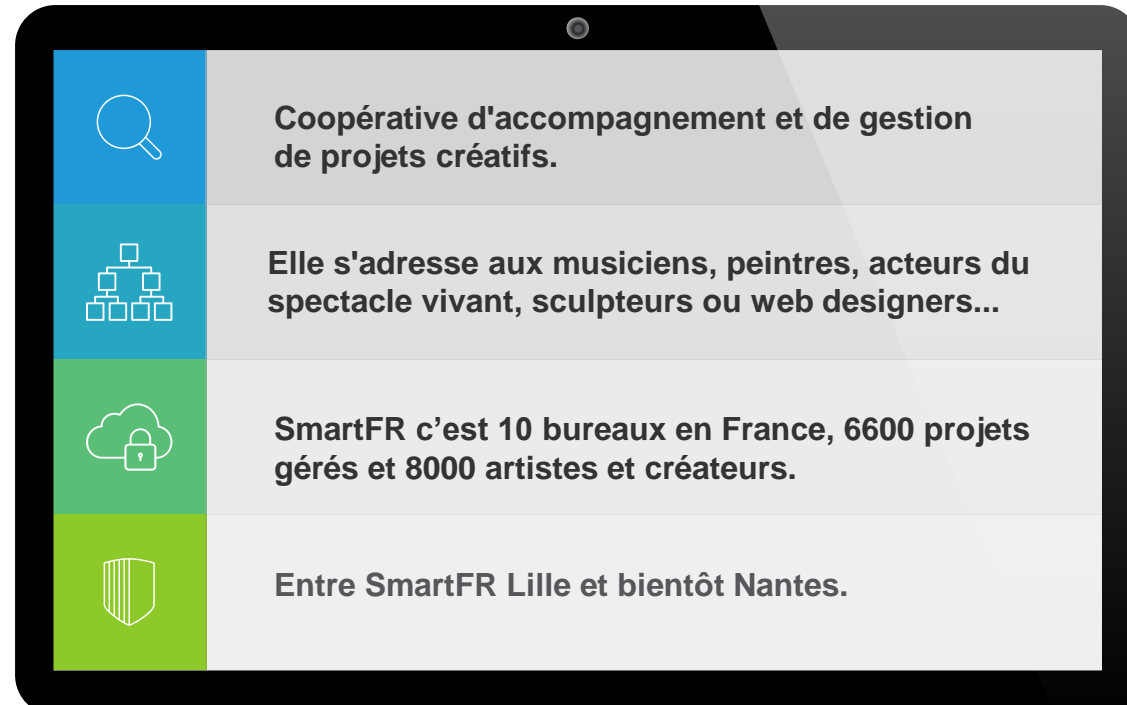 Coopérative d'accompagnement et de gestion
de projets créatifs.
Elle s'adresse aux musiciens, peintres, acteurs du
spectacle vivant, sculpteurs ou web designers...
SmartFR c’est 10 bureaux en France, 6600 projets
gérés et 8000 artistes et créateurs.
Entre SmartFR Lille et bientôt Nantes.